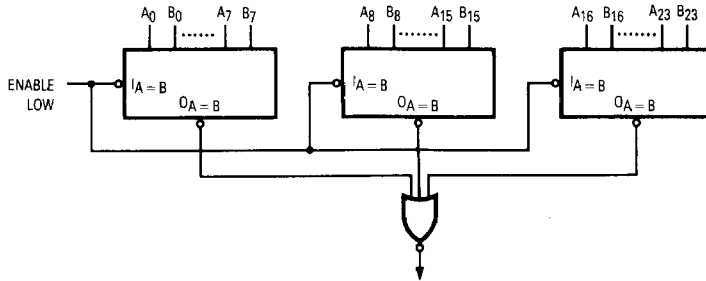 A0 B0 ...... A7 B7
A8 B8 ...... A15 B15
A16 B16 ...... A23 B23
ENABLE
LOW
IA = B
OA = B
IA = B
OA = B
IA = B
OA = B